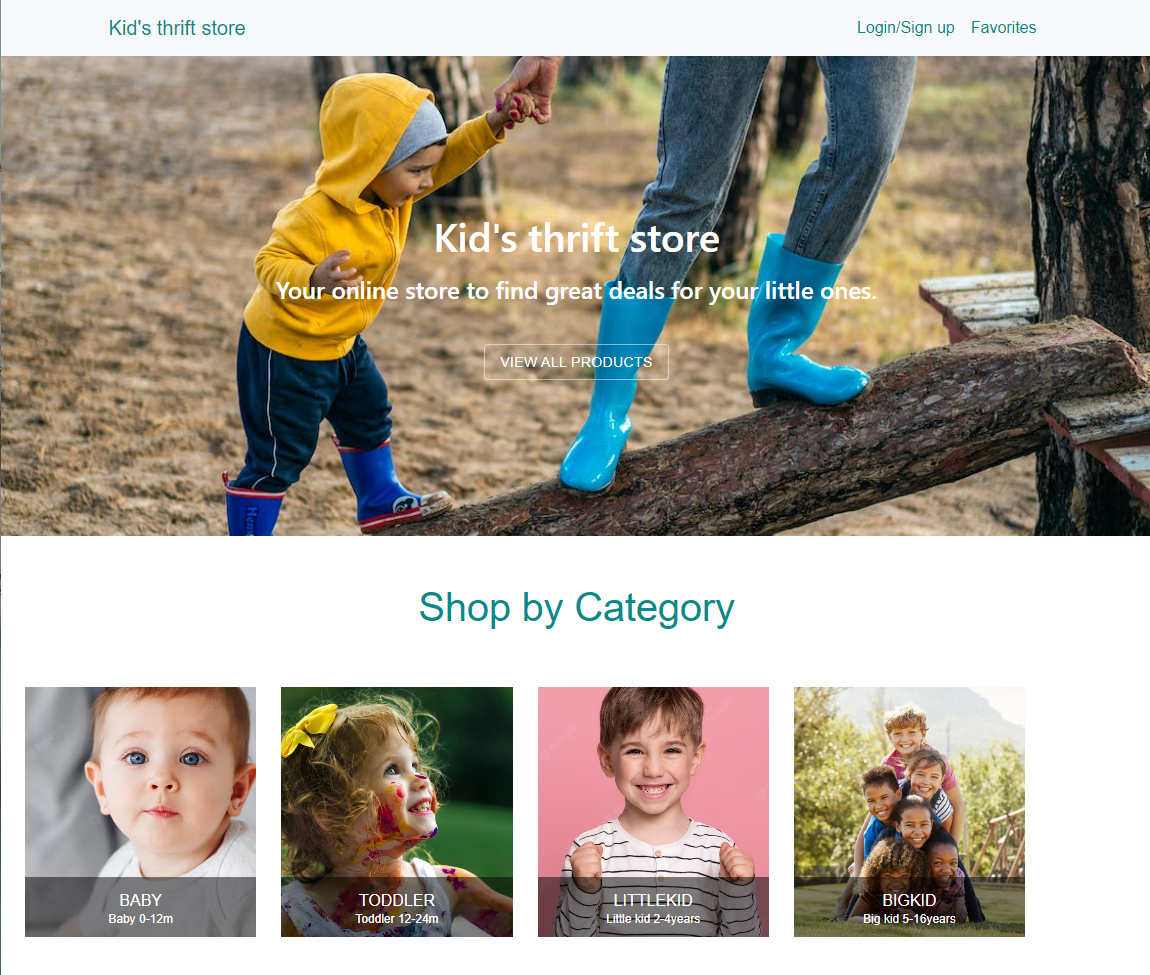 Kid's thrift store
Login/Sign up
Favorites
Kid's thrift store
Your online store to find great deals for your little ones.
VIEW ALL PRODUCTS
Shop by Category
BABY
Baby 0-12m
TODDLER
Toddler 12-24m
LITTLEKID
Little kid 2-4years
BIGKID
Big kid 5-16years